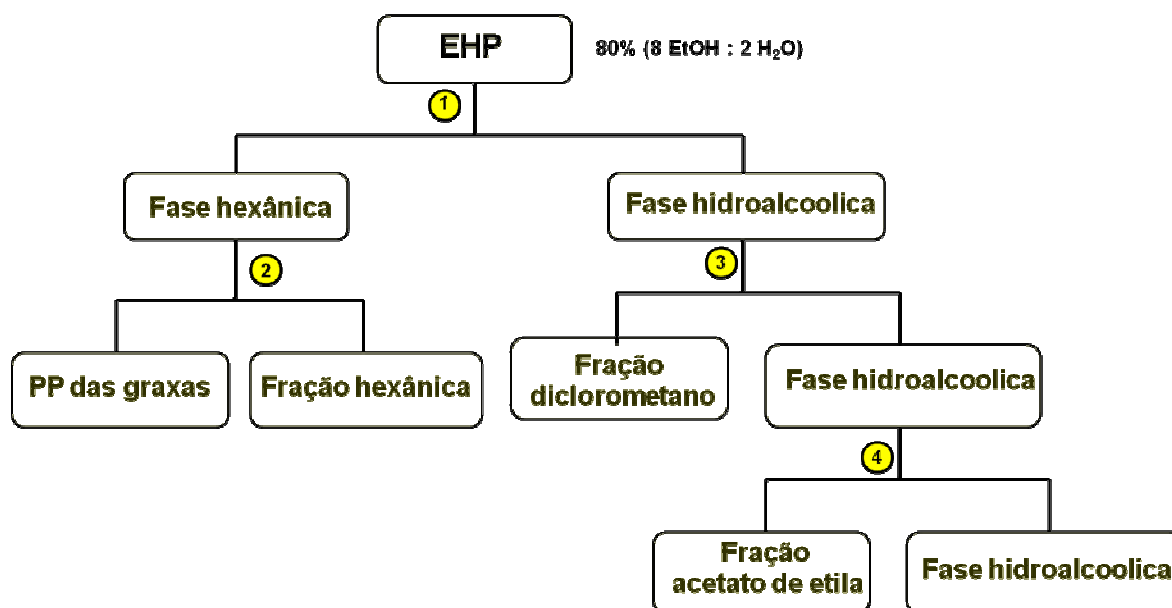 EHP
80% (8 EtOH : 2 H₂O)
1
Fase hexânica
Fase hidroalcoolica
2
3
PP das graxas
Fração hexânica
Fração
diclorometano
Fase hidroalcoolica
4
Fração
acetato de etila
Fase hidroalcoolica